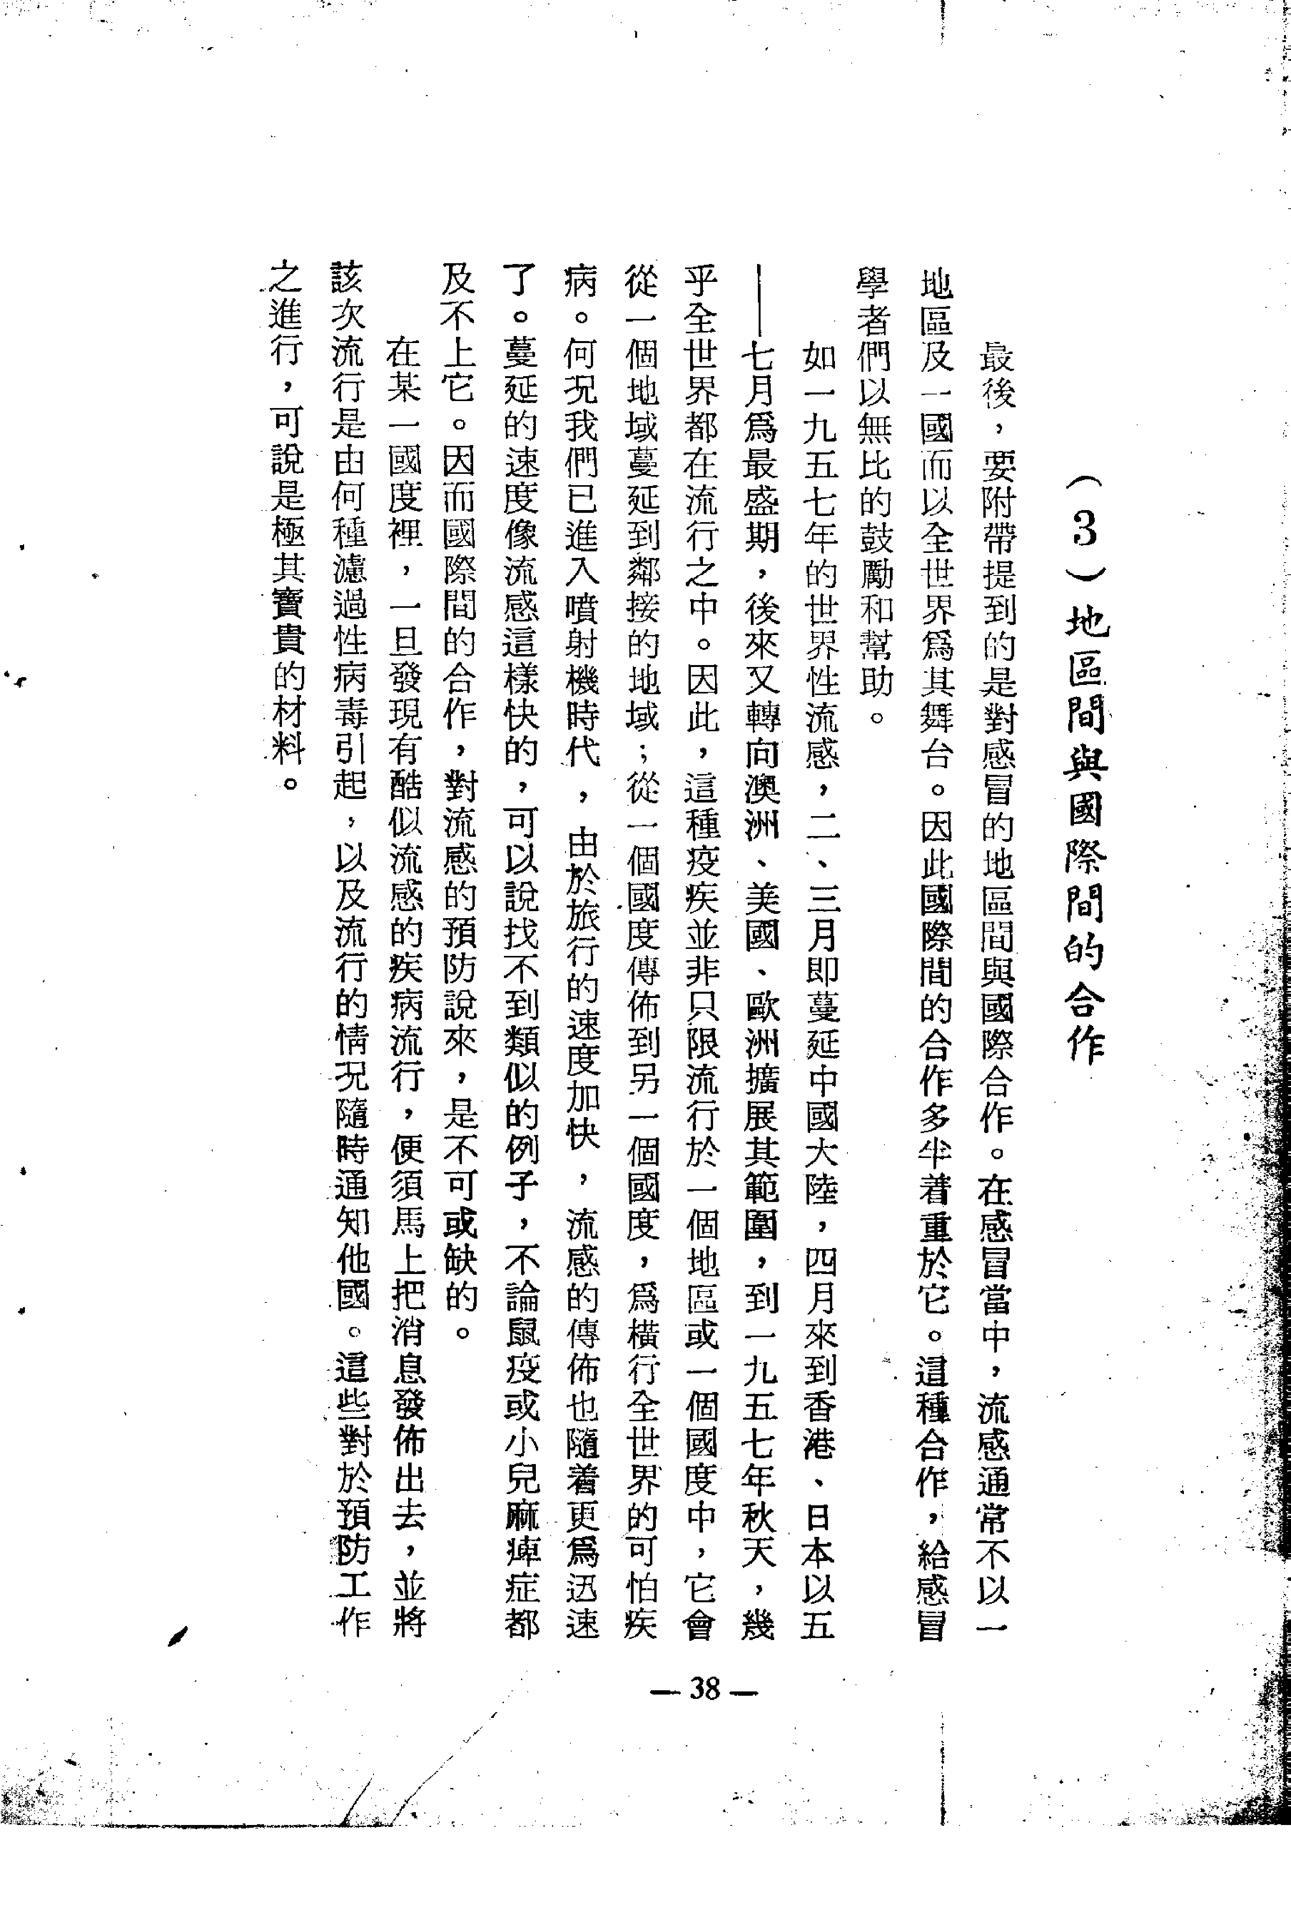 （3）地區間與國際間的合作
最後，要附帶提到的是對感冒的地區間與國際合作。在感冒當中，流感通常不以一
地區及一國而以全世界爲其舞台。因此國際間的合作多半着重於它。這種合作，給感冒
學者們以無比的鼓勵和幫助。
如一九五七年的世界性流感，二、三月即蔓延中國大陸，四月來到香港、日本以五
——七月爲最盛期，後來又轉向澳洲、美國、歐洲擴展其範圍，到一九五七年秋天，幾
乎全世界都在流行之中。因此，這種疫疾並非只限流行於一個地區或一個國度中，它會
從一個地域蔓延到鄰接的地域；從一個國度傳佈到另一個國度，爲橫行全世界的可怕疾
病。何况我們已進入噴射機時代，由於旅行的速度加快，流感的傳佈也隨着更爲迅速
了。蔓延的速度像流感這樣快的，可以說找不到類似的例子，不論鼠疫或小兒麻痺症都
及不上它。因而國際間的合作，對流感的預防說來，是不可或缺的。
在某一國度裡，一旦發現有酷似流感的疾病流行，便須馬上把消息發佈出去，並將
該次流行是由何種濾過性病毒引起，以及流行的情况隨時通知他國。這些對於預防工作
之進行，可說是極其寶貴的材料。
— 38 —